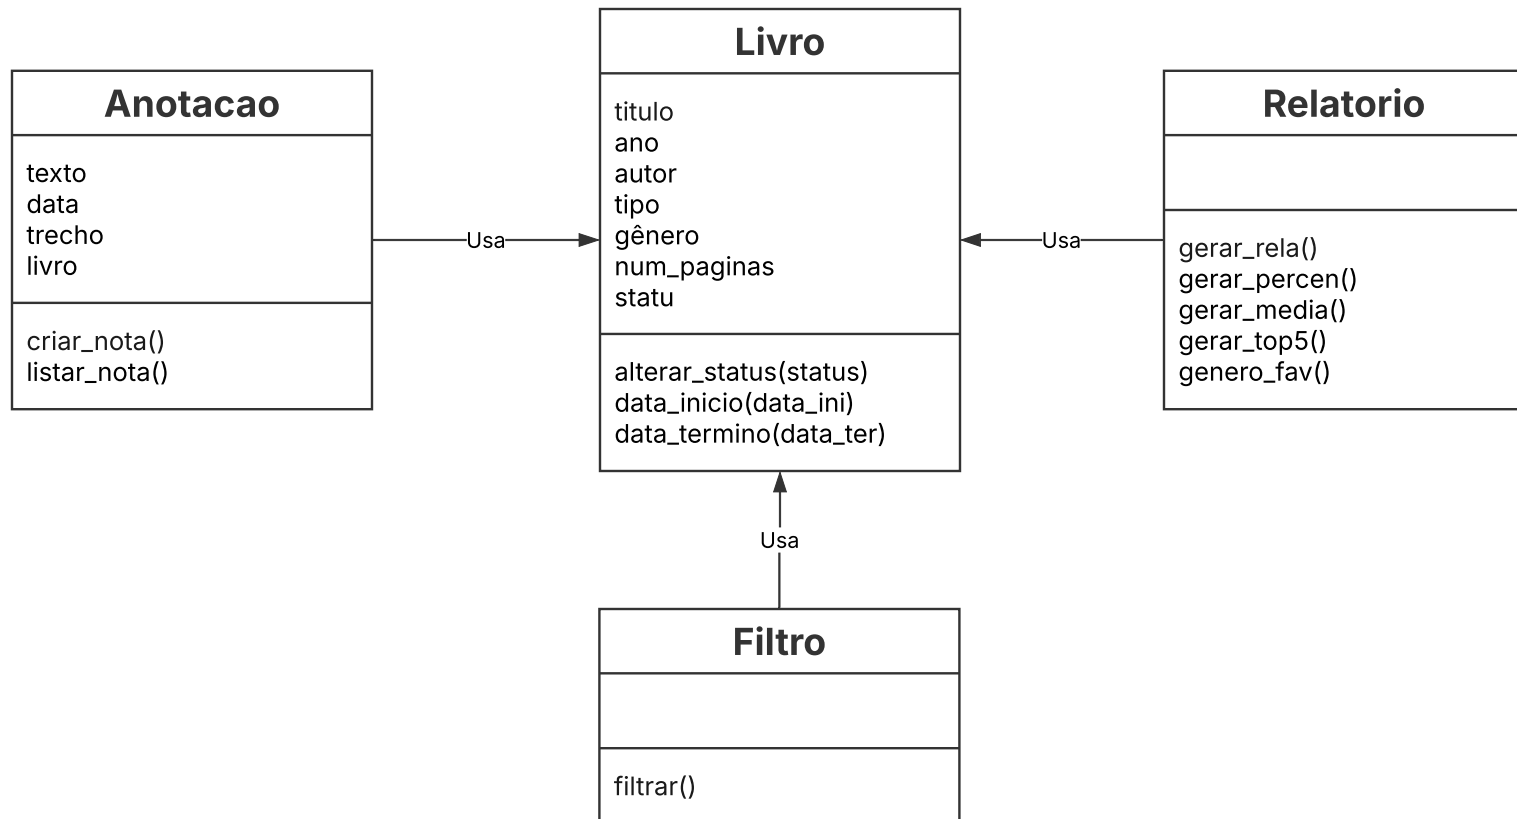 Livro
titulo
ano
autor
tipo
gênero
num_paginas
statu
alterar_status(status)
data_inicio(data_ini)
data_termino(data_ter)
Anotacao
texto
data
trecho
livro
criar_nota()
listar_nota()
Usa
Relatorio
gerar_rela()
gerar_percen()
gerar_media()
gerar_top5()
genero_fav()
Usa
Usa
Filtro
filtrar()